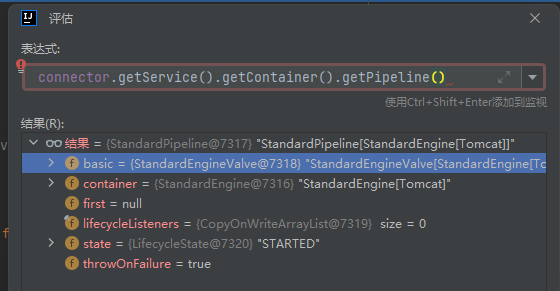 评估
表达式:
connector.getService().getContainer().getPipeline()
使用Ctrl+Shift+Enter添加到监视
结果(R):
结果 = {StandardPipeline@7317} "StandardPipeline[StandardEngine[Tomcat]]"
basic = {StandardEngineValve@7318} "StandardEngineValve[StandardEngine[To
container = {StandardEngine@7316} "StandardEngine[Tomcat]"
first = null
lifecycleListeners = {CopyOnWriteArrayList@7319} size = 0
state = {LifecycleState@7320} "STARTED"
throwOnFailure = true